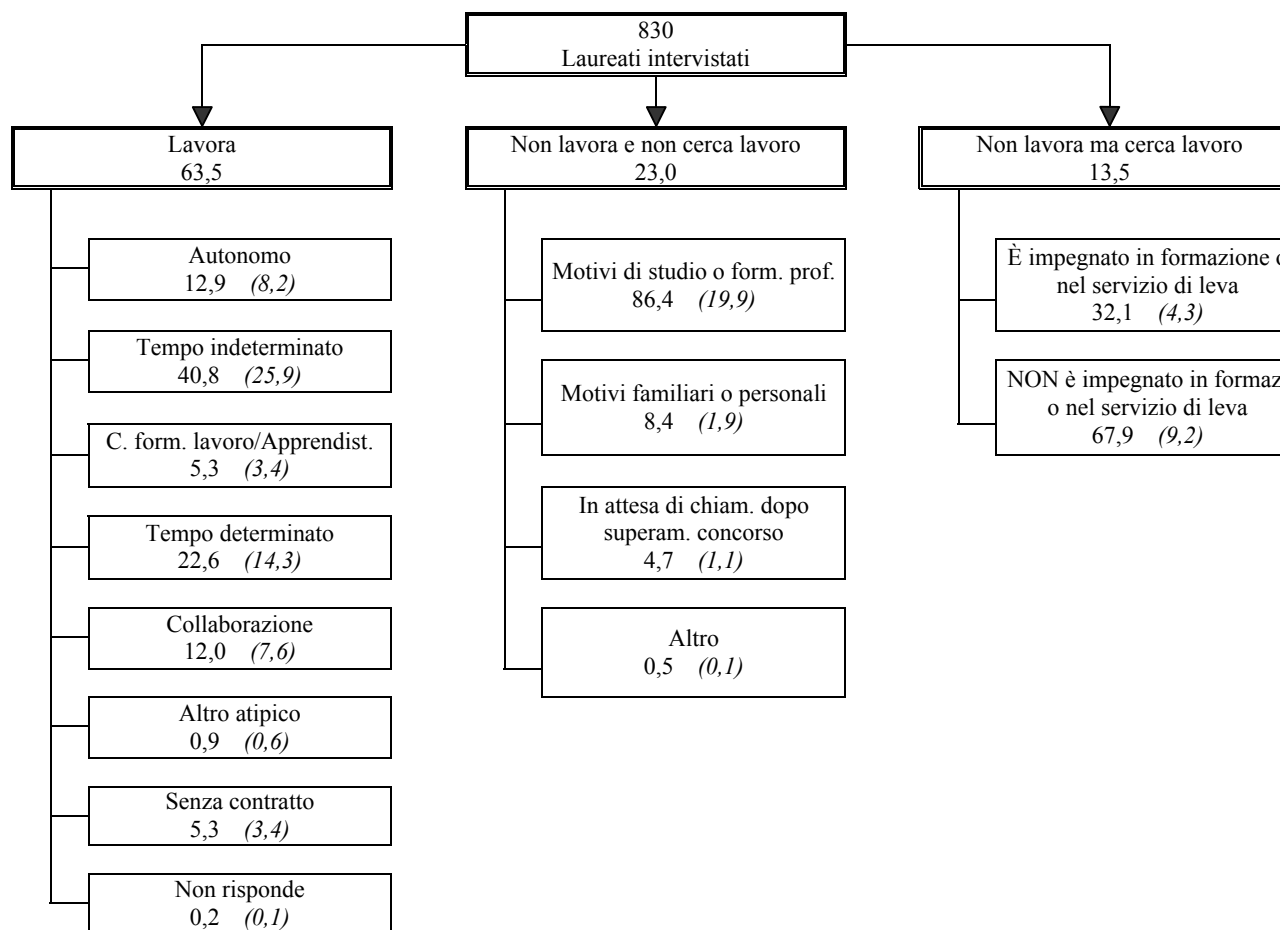 830
Laureati intervistati
Lavora
63,5
Autonomo
12,9 (8,2)
Tempo indeterminato
40,8 (25,9)
C. form. lavoro/Apprendist.
5,3 (3,4)
Tempo determinato
22,6 (14,3)
Collaborazione
12,0 (7,6)
Altro atipico
0,9 (0,6)
Senza contratto
5,3 (3,4)
Non risponde
0,2 (0,1)
Non lavora e non cerca lavoro
23,0
Motivi di studio o form. prof.
86,4 (19,9)
Motivi familiari o personali
8,4 (1,9)
In attesa di chiam. dopo
superam. concorso
4,7 (1,1)
Altro
0,5 (0,1)
Non lavora ma cerca lavoro
13,5
È impegnato in formazione
nel servizio di leva
32,1 (4,3)
NON è impegnato in
o nel servizio di leva
67,9 (9,2)